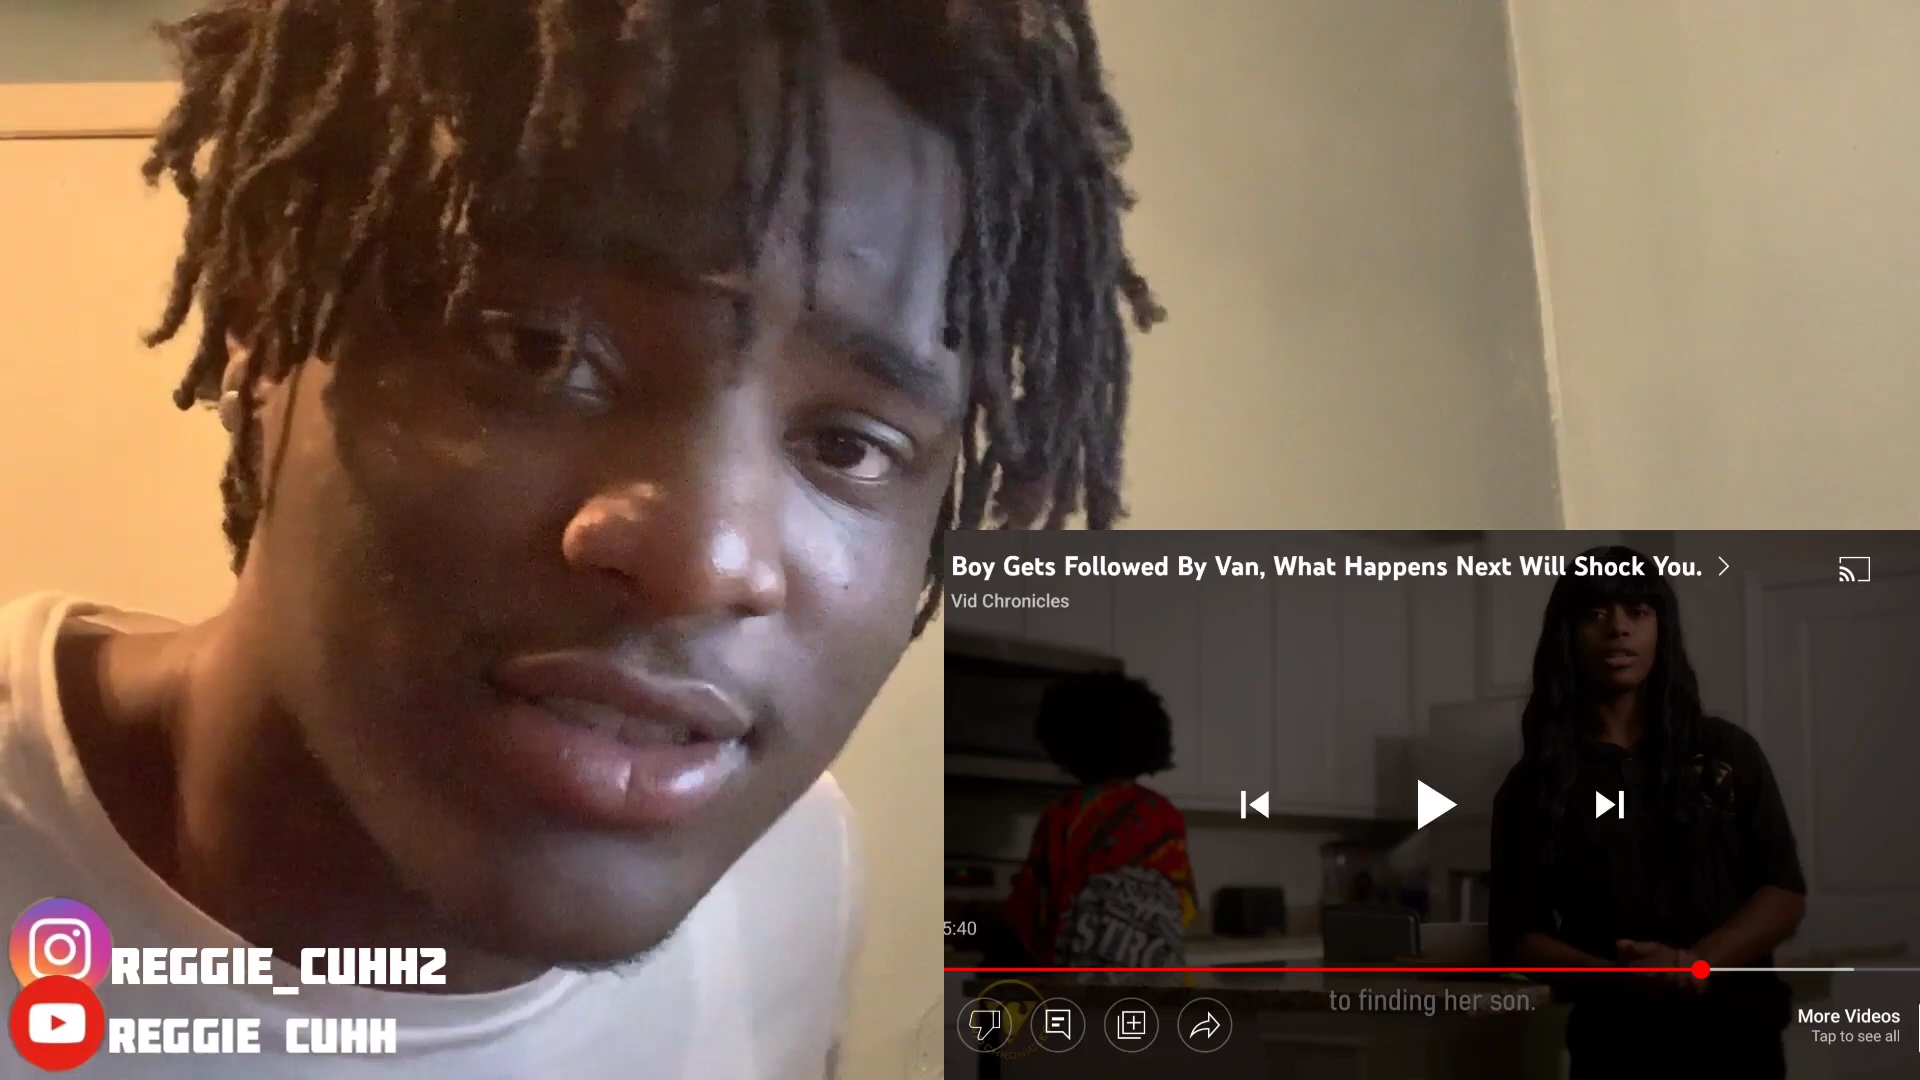 Boy Gets Followed By Van, What Happens Next Will Shock You.
Vid Chronicles
STRO
5:40
to finding her son.
More Videos
Tap to see all
REGGIE_CUHH2
REGGIE CUHH